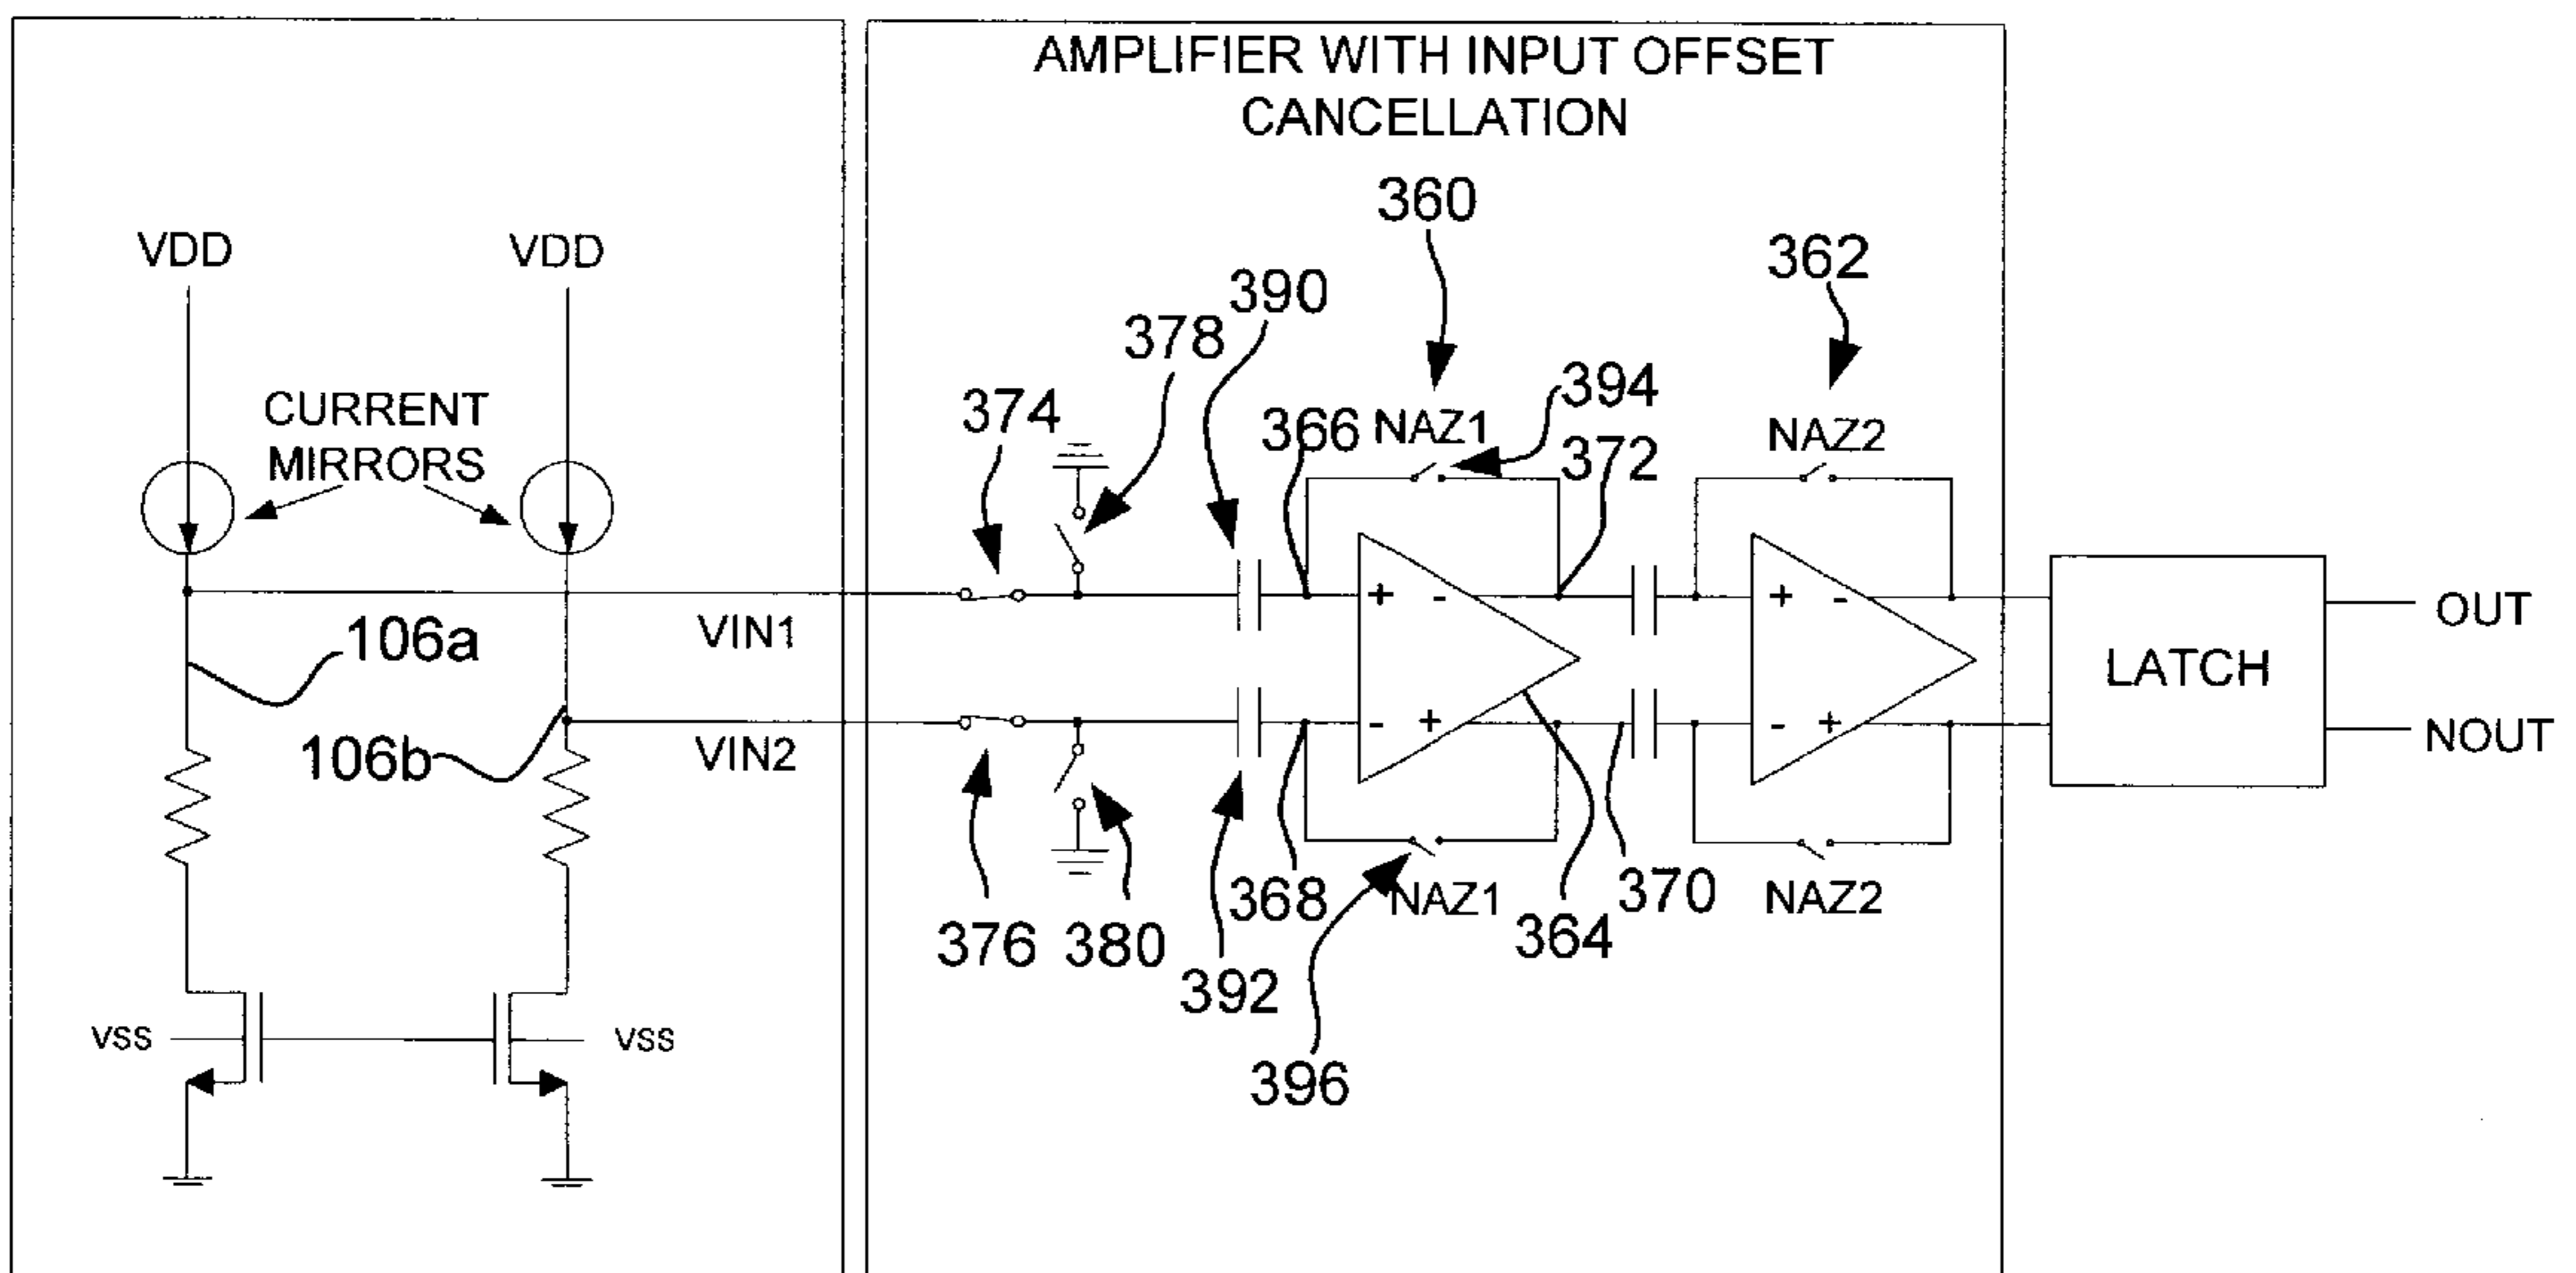 AMPLIFIER WITH INPUT OFFSET
CANCELLATION
360
362
VDD
VDD
390
378
394
374
366
NAZ1
372
NAZ2
CURRENT
MIRRORS
VIN1
106a
OUT
LATCH
VIN2
106b
NOUT
368
NAZ1
370
NAZ2
376
380
364
392
VSS
VSS
396